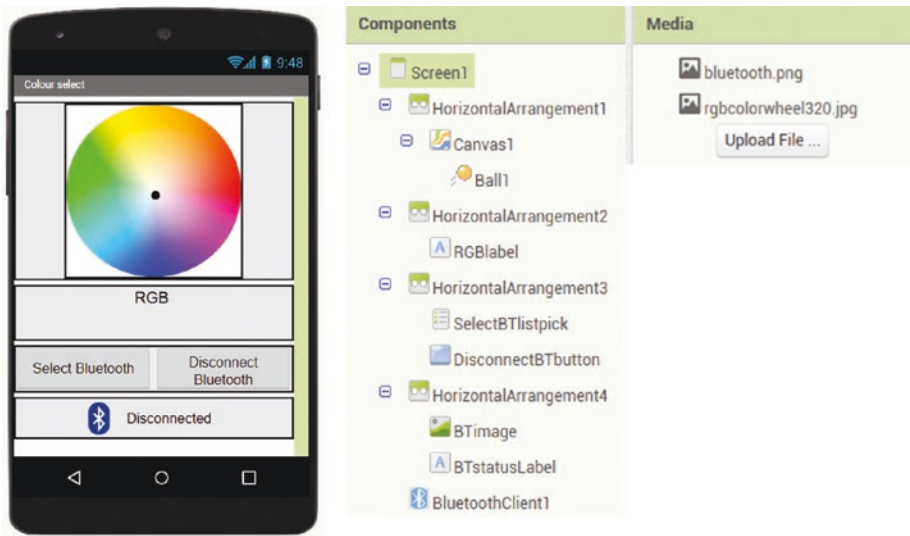 9:48
Colour select
RGB
Select Bluetooth
Disconnect
Bluetooth
Disconnected
Components
Screen1
HorizontalArrangement1
Canvas1
Ball1
HorizontalArrangement2
A RGBlabel
HorizontalArrangement3
SelectBTlistpick
DisconnectBTbutton
HorizontalArrangement4
BTimage
A BTstatusLabel
BluetoothClient1
Media
bluetooth.png
rgbcolorwheel320.jpg
Upload File ...